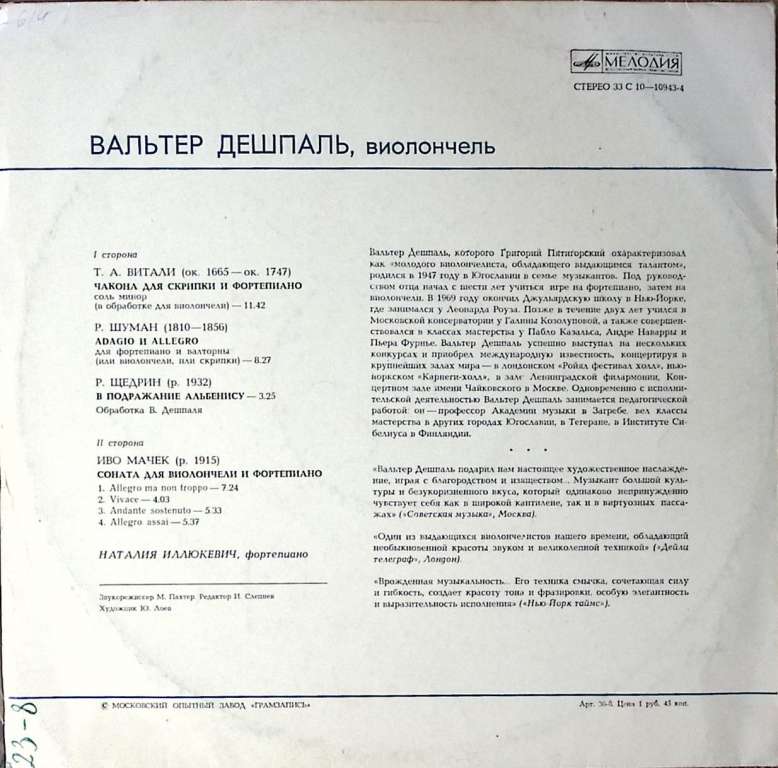 6/4
МЕЛОДИЯ
СТЕРЕО 33 С 10—10943-4
ВАЛЬТЕР ДЕШПАЛЬ, виолончель
I сторона
Т. А. ВИТАЛИ (ок. 1665 — ок. 1747)
ЧАКОНА ДЛЯ СКРИПКИ И ФОРТЕПИАНО
соль минор
(в обработке для виолончели) — 11.42
Р. ШУМАН (1810—1856)
ADAGIO И ALLEGRO
для фортепиано и валторны
(или виолончели, или скрипки) — 8.27
Р. ЩЕДРИН (р. 1932)
В ПОДРАЖАНИЕ АЛЬБЕНИСУ — 3.25
Обработка В. Дешпаля
II сторона
ИВО МАЧЕК (р. 1915)
СОНАТА ДЛЯ ВИОЛОНЧЕЛИ И ФОРТЕПИАНО
1. Allegro ma non troppo — 7.24
2. Vivace — 4.03
3. Andante sostenuto — 5.33
4. Allegro assai — 5.37
НАТАЛИЯ ИЛЛЮКЕВИЧ, фортепиано
Звукорежиссер М. Пахтер. Редактор И. Слепнев
Художник Ю. Лоев
Вальтер Дешпаль, которого Григорий Пятигорский охарактеризовал
как «молодого виолончелиста, обладающего выдающимся талантом»,
родился в 1947 году в Югославии в семье музыкантов. Под руковод-
ством отца начал с шести лет учиться игре на фортепиано, затем на
виолончели. В 1969 году окончил Джульярдскую школу в Нью-Йорке,
где занимался у Леонарда Роуза. Позже в течение двух лет учился в
Московской консерватории у Галины Козолуповой, а также совершен-
ствовался в классах мастерства у Пабло Казальса, Андре Наварры и
Пьера Фурнье. Вальтер Дешпаль успешно выступал на нескольких
конкурсах и приобрел международную известность, концертируя в
крупнейших залах мира — в лондонском «Ройял фестивал холл», нью-
йоркском «Карнеги-холл», в зале Ленинградской филармонии, Кон-
цертном зале имени Чайковского в Москве. Одновременно с исполни-
тельской деятельностью Вальтер Дешпаль занимается педагогической
работой: он — профессор Академии музыки в Загребе, вел классы
мастерства в других городах Югославии, в Тегеране, в Институте Си-
белиуса в Финляндии.
* * *
«Вальтер Дешпаль подарил нам настоящее художественное наслажде-
ние, играя с благородством и изяществом... Музыкант большой куль-
туры и безукоризненного вкуса, который одинаково непринужденно
чувствует себя как в широкой кантилене, так и в виртуозных пасса-
жах» («Советская музыка», Москва).
«Один из выдающихся виолончелистов нашего времени, обладающий
необыкновенной красоты звуком и великолепной техникой» («Дейли
телеграф», Лондон).
«Врожденная музыкальность... Его техника смычка, сочетающая силу
и гибкость, создает красоту тона и фразировки, особую элегантность
и выразительность исполнения» («Нью-Йорк таймс»).
© МОСКОВСКИЙ ОПЫТНЫЙ ЗАВОД «ГРАМЗАПИСЬ»
Арт. 36-8. Цена 1 руб. 45 коп.
23-8